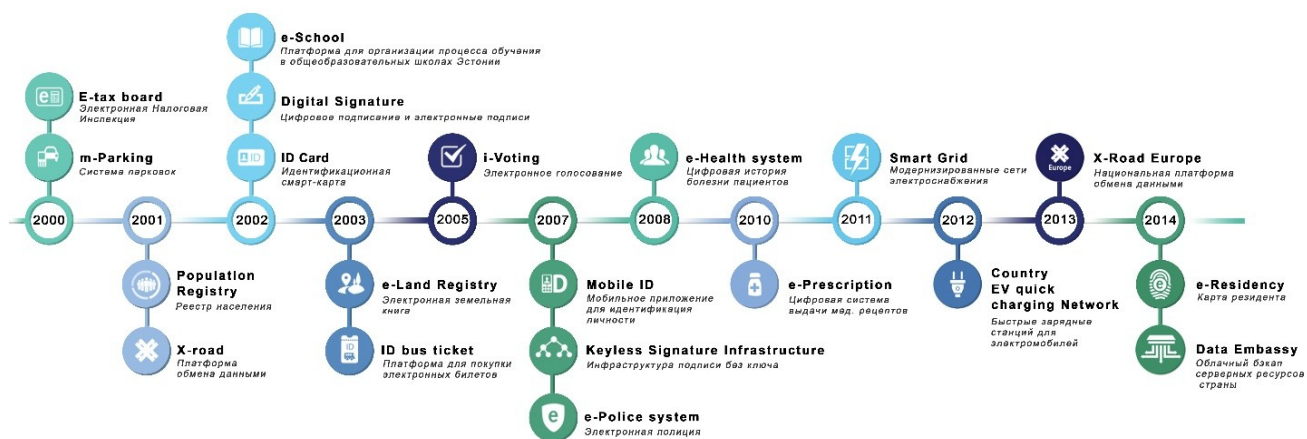 e-School
Платформа для организации процесса обучения
в общеобразовательных школах Эстонии
E-tax board
Электронная Налоговая
Инспекция
Digital Signature
Цифровое подписание и электронные подписи
m-Parking
Система парковок
ID
ID Card
Идентификационная
смарт-карта
i-Voting
Электронное голосование
e-Health system
Цифровая история
болезни пациентов
Smart Grid
Модернизированные сети
электроснабжения
Europe
X-Road Europe
Национальная платформа
обмена данными
2000
2001
2002
2003
2005
2007
2008
2010
2011
2012
2013
2014
Population
Registry
Реестр населения
X-road
Платформа
обмена данными
e-Land Registry
Электронная земельная
книга
ID
ID bus ticket
Платформа для покупки
электронных билетов
D
Mobile ID
Мобильное приложение
для идентификации
личности
Keyless Signature Infrastructure
Инфраструктура подписи без ключа
e
e-Police system
Электронная полиция
e-Prescription
Цифровая система
выдачи мед. рецептов
Country
EV quick
charging Network
Быстрые зарядные
станций для
электромобилей
e
e-Residency
Карта резидента
Data Embassy
Облачный бэкап
серверных ресурсов
страны